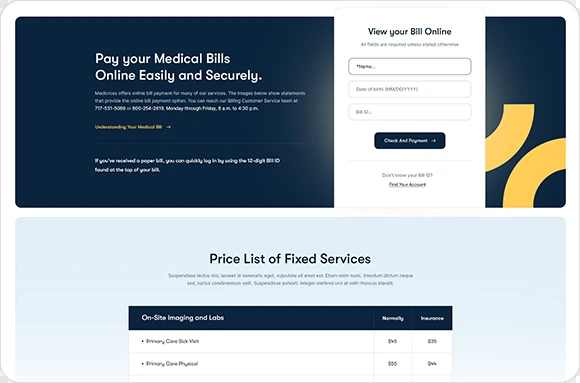 Pay your Medical Bills
Online Easily and Securely.
Medicross offers online bill payment for many of our services. The images below show statements
that provide the online bill payment option. You can reach our Billing Customer Service team at
717-531-5069 or 800-254-2619, Monday through Friday, 8 a.m. to 4:30 p.m.
Understanding Your Medical Bill →
If you've received a paper bill, you can quickly log in by using the 12-digit Bill ID
found at the top of your bill.
View your Bill Online
All fields are required unless stated otherwise
*Name...
Date of birth (MM/DD/YYYY)
Bill ID...
Check And Payment →
Don't know your Bill ID?
Find Your Account
Price List of Fixed Services
Suspendisse lectus nisl, laoreet id venenatis eget, vulputate sit amet est. Etiam enim nunc, interdum dictum neque
sed, luctus condimentum velit. Suspendisse potenti. Integer eleifend orci at velit rhoncus blandit.
On-Site Imaging and Labs Normally Insurance
• Primary Care Sick Visit $45 $35
• Primary Care Physical $55 $44